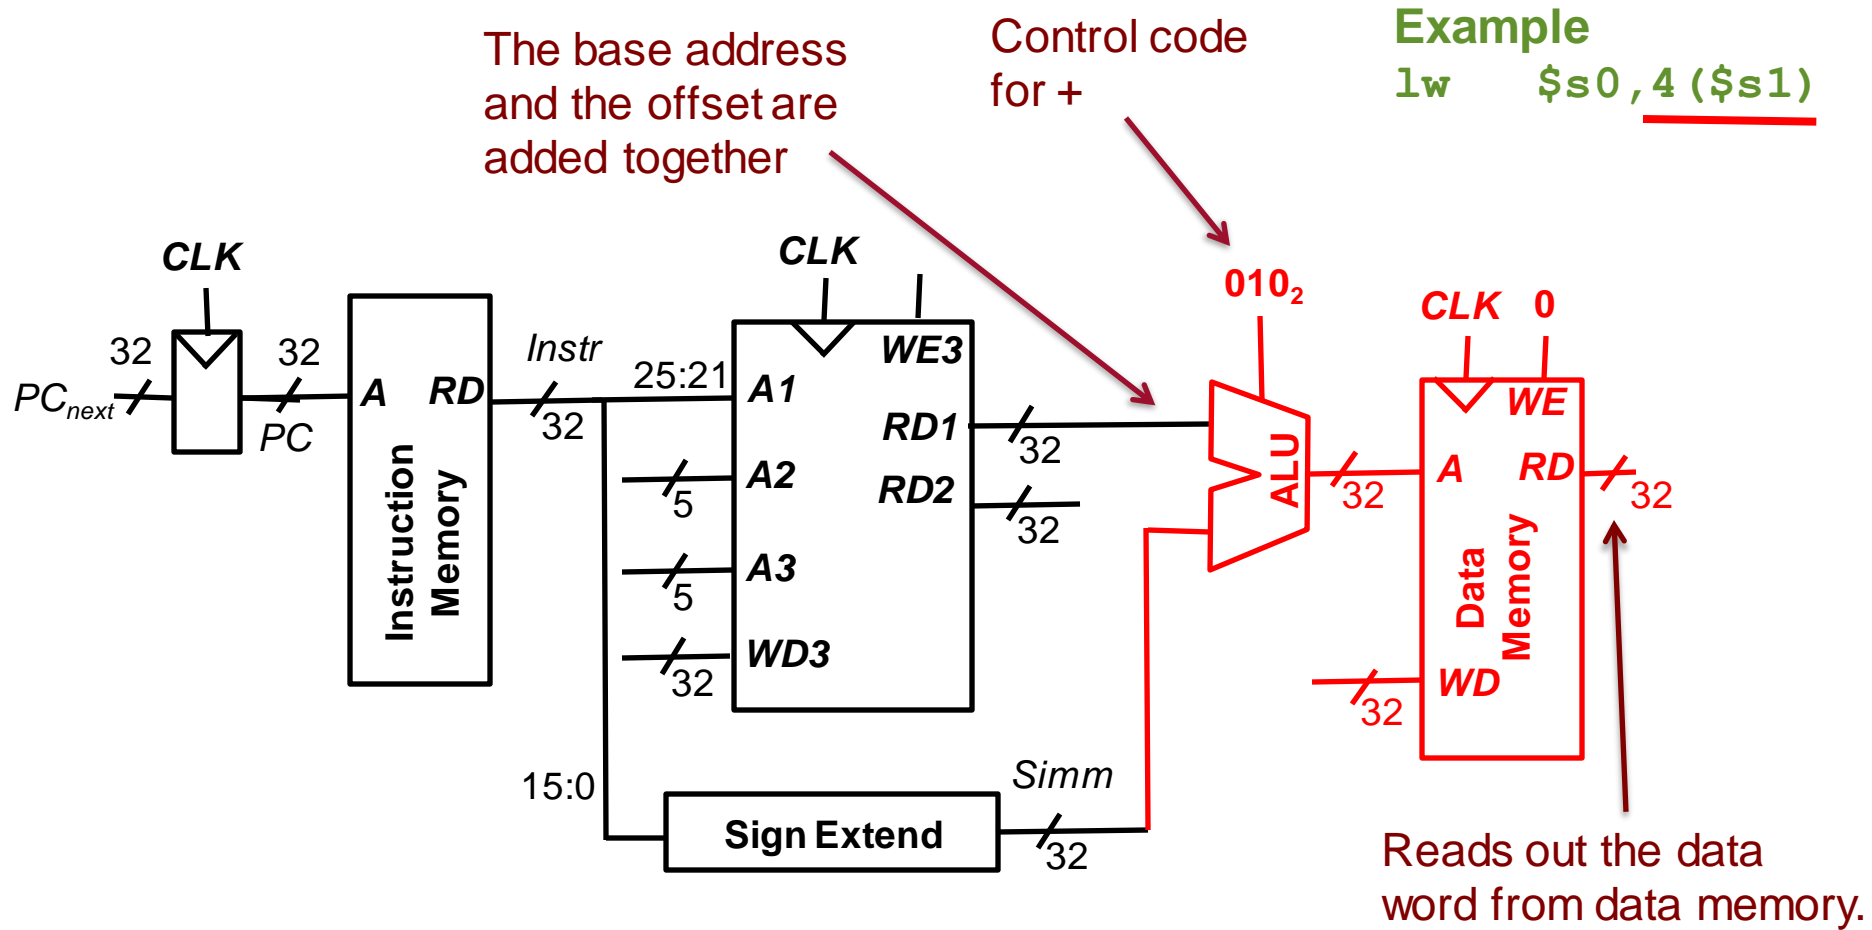 The base address
and the offset are
added together
Control code
for +
Example
lw $s0,4($s1)
CLK
CLK
010₂
CLK 0
32
32
Instr
25:21
WE3
WE
PCnext
PC
A
RD
32
A1
RD1
32
A2
5
RD2
32
ALU
32
A
RD
32
Instruction
Memory
A3
5
Data
Memory
WD3
32
WD
32
15:0
Simm
Sign Extend
32
Reads out the data
word from data memory.